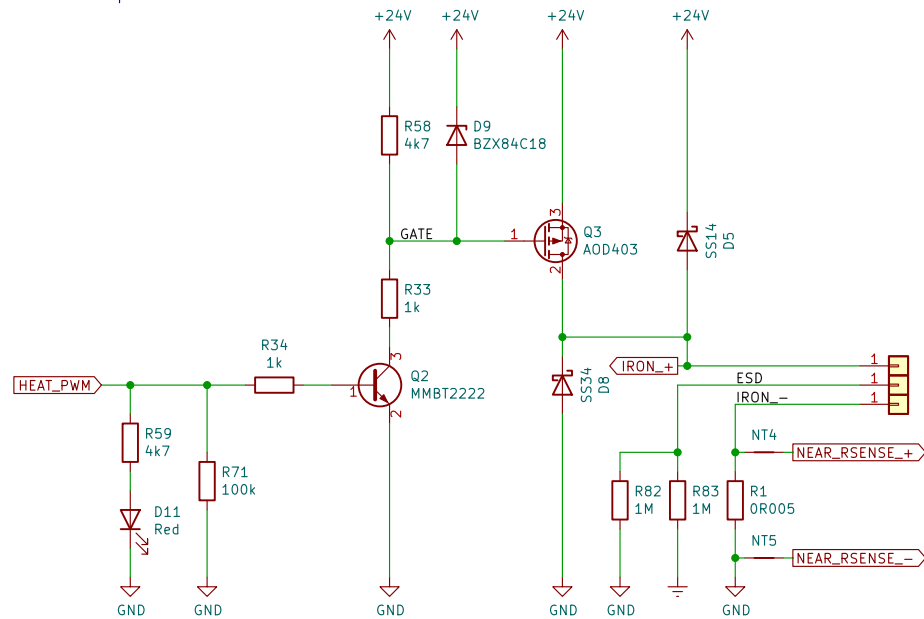 +24V
+24V
+24V
+24V
R58
4k7
D9
BZX84C18
3
GATE
1
Q3
AOD403
2
SS14
D5
R33
1k
R34
1k
3
HEAT_PWM
1
Q2
MMBT2222
2
IRON_+
1
ESD
1
IRON_-
1
SS34
D8
R59
4k7
NT4
NEAR_RSENSE_+
R71
100k
R82
1M
R83
1M
R1
0R005
D11
Red
NT5
NEAR_RSENSE_-
GND
GND
GND
GND
GND
GND